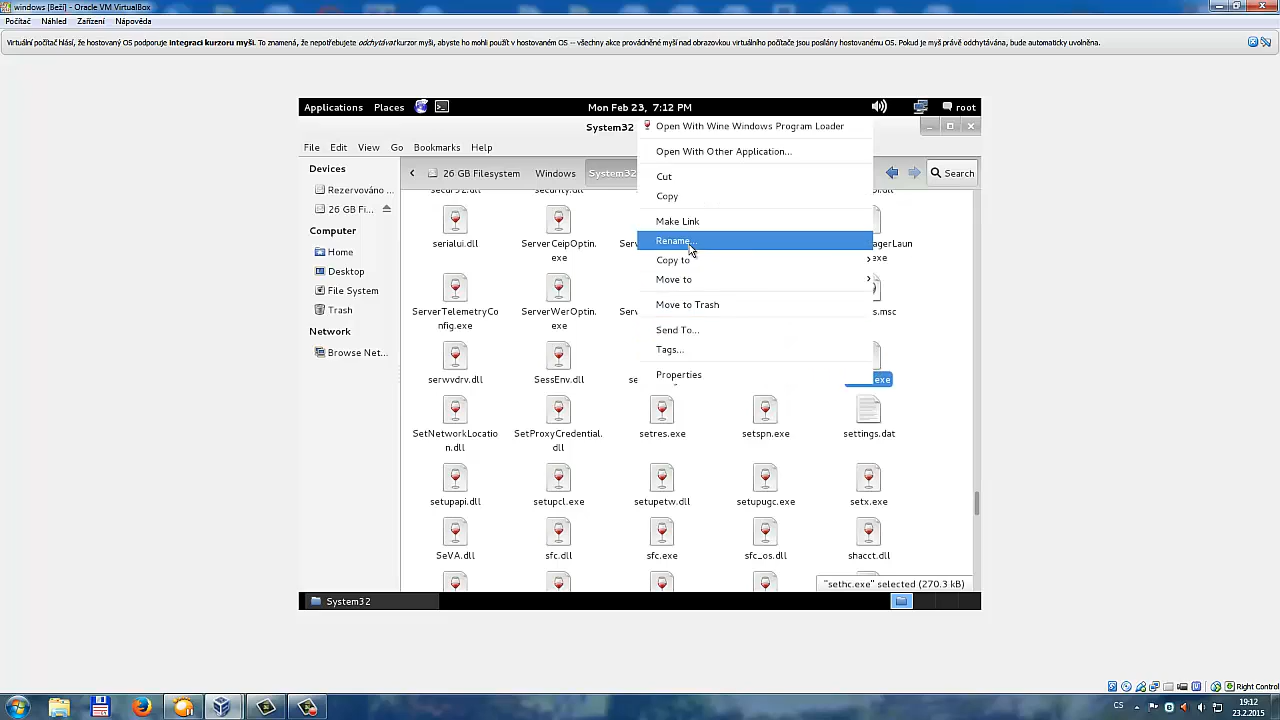 windows [Beží] - Oracle VM VirtualBox
Počítač Náhled Zařízení Nápověda
Virtuální počítač hlásí, že hostovaný OS podporuje Integraci kurzoru myši. To znamená, že nepotřebujete odchytávat kurzor myši, abyste ho mohli použít v hostovaném OS -- všechny akce prováděné myší nad obrazovkou virtuálního počítače jsou posílány hostovanému OS. Pokud je myš právě odchytávána, bude automaticky uvolněna.
Applications Places Mon Feb 23, 7:12 PM root
System32
Open With Wine Windows Program Loader
File Edit View Go Bookmarks Help
Open With Other Application...
Devices
26 GB Filesystem Windows System32 Search
Cut
Rezervováno ...
Copy
26 GB Fi...
Make Link
Computer
Rename...
serialui.dll ServerCeipOptin.exe
Home
Copy to
Desktop
Move to
File System
Move to Trash
Trash
ServerTelemetryConfig.exe ServerWerOptin.exe
Network
Send To...
Browse Net...
Tags...
Properties
serwvdrv.dll SessEnv.dll
SetNetworkLocation.dll SetProxyCredential.dll setres.exe setspn.exe settings.dat
setupapi.dll setupcl.exe setupetw.dll setupugc.exe setx.exe
SeVA.dll sfc.dll sfc.exe sfc_os.dll shacct.dll
"sethc.exe" selected (270.3 kB)
System32
Right Control
CS 19:12
23.2.2015